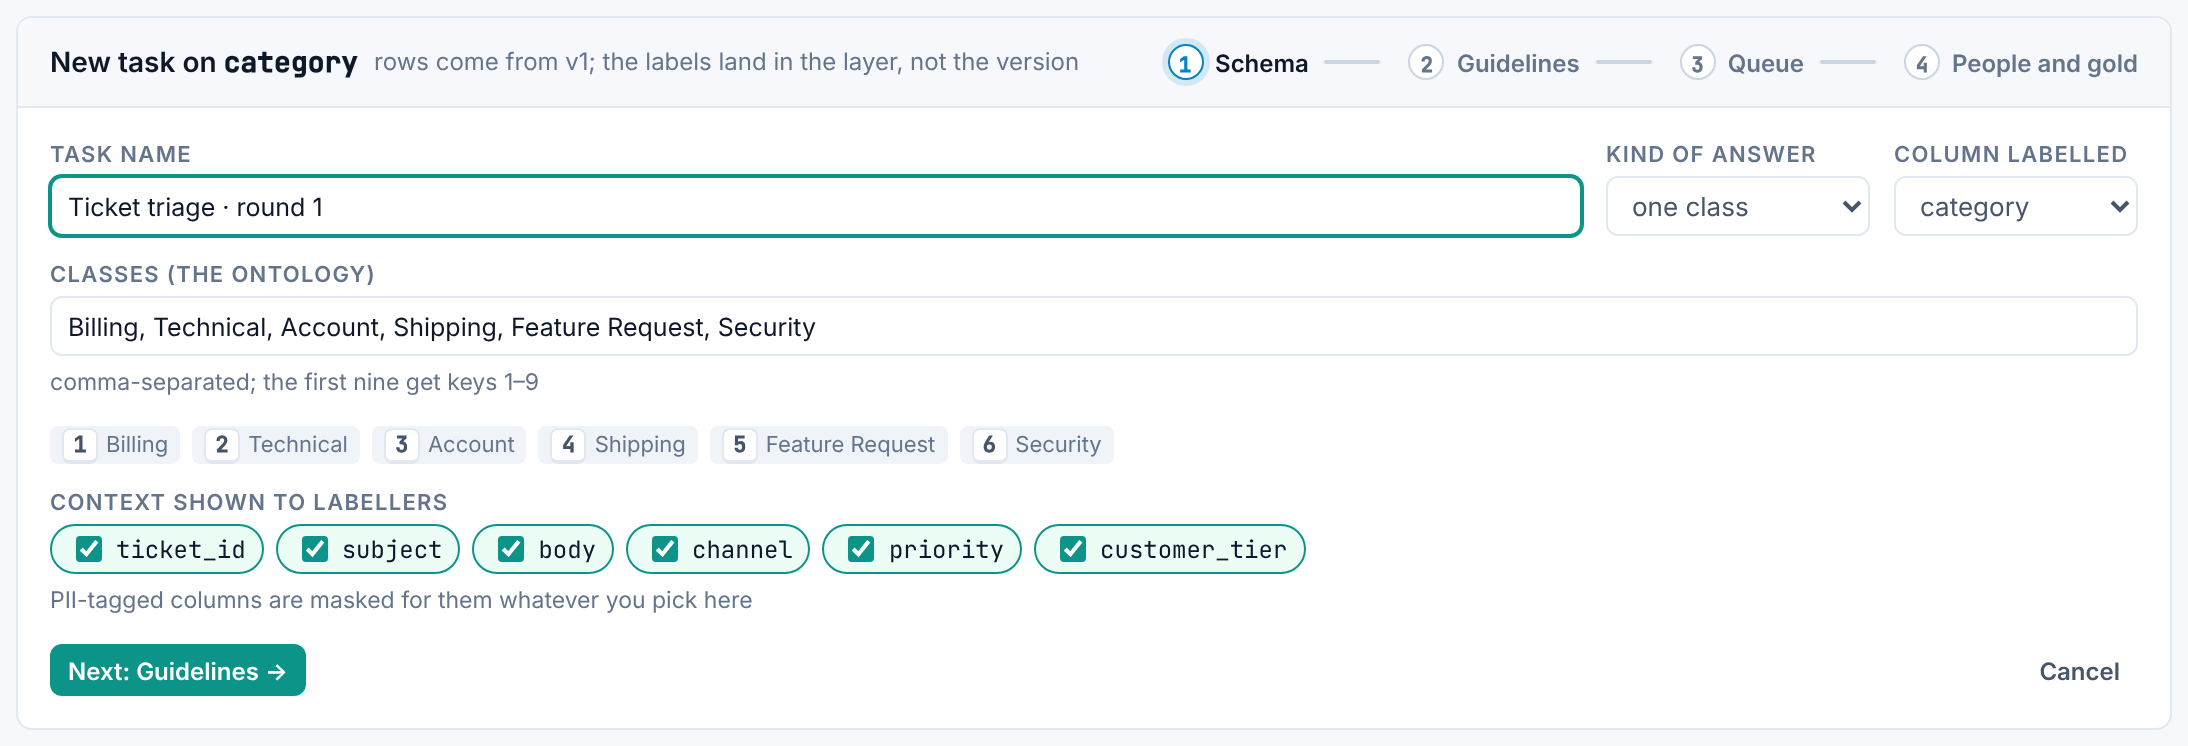 New task on category rows come from v1; the labels land in the layer, not the version 1 Schema 2 Guidelines 3 Queue 4 People and gold
TASK NAME KIND OF ANSWER COLUMN LABELLED
Ticket triage · round 1 one class category
CLASSES (THE ONTOLOGY)
Billing, Technical, Account, Shipping, Feature Request, Security
comma-separated; the first nine get keys 1–9
1 Billing 2 Technical 3 Account 4 Shipping 5 Feature Request 6 Security
CONTEXT SHOWN TO LABELLERS
ticket_id subject body channel priority customer_tier
PII-tagged columns are masked for them whatever you pick here
Next: Guidelines → Cancel